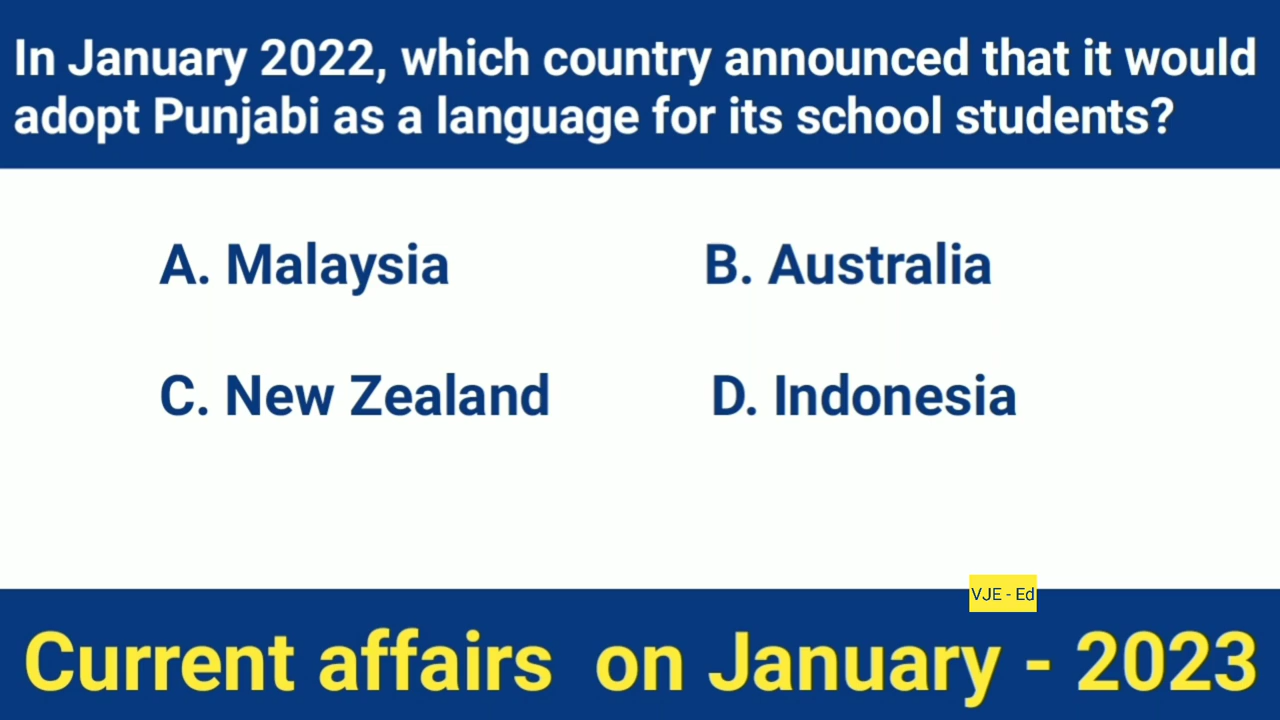 In January 2022, which country announced that it would
adopt Punjabi as a language for its school students?
A. Malaysia B. Australia
C. New Zealand D. Indonesia
VJE - Ed
Current affairs on January - 2023